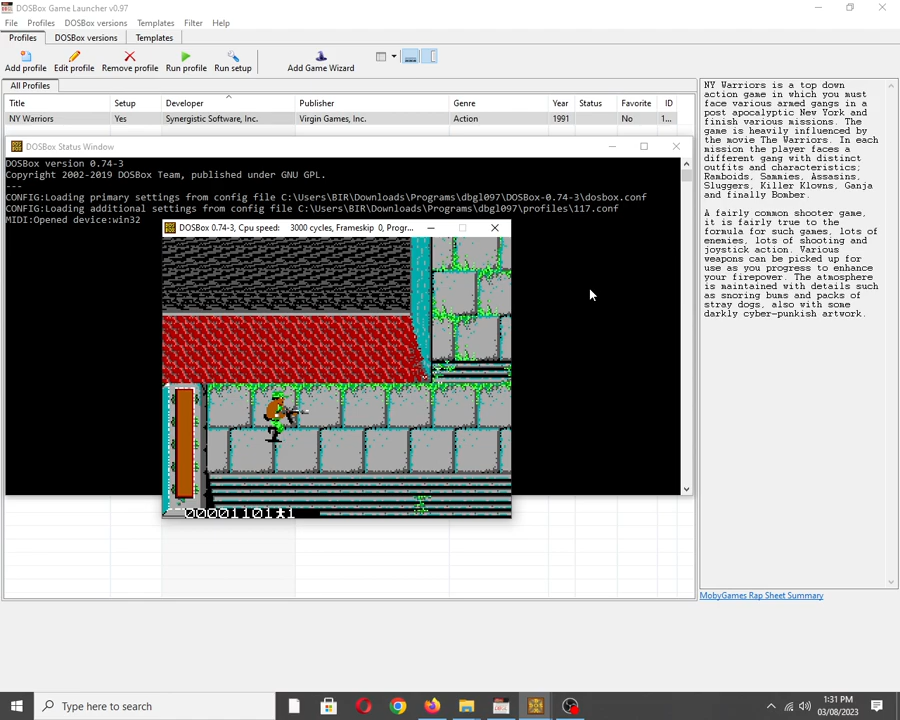 DOSBox Game Launcher v0.97
File Profiles DOSBox versions Templates Filter Help
Profiles DOSBox versions Templates
Add profile Edit profile Remove profile Run profile Run setup Add Game Wizard
All Profiles
Title Setup Developer Publisher Genre Year Status Favorite ID
NY Warriors Yes Synergistic Software, Inc. Virgin Games, Inc. Action 1991 No 1...
DOSBox Status Window
DOSBox version 0.74-3
Copyright 2002-2019 DOSBox Team, published under GNU GPL.
---
CONFIG:Loading primary settings from config file C:\Users\BIR\Downloads\Programs\dbgl097\DOSBox-0.74-3\dosbox.conf
CONFIG:Loading additional settings from config file C:\Users\BIR\Downloads\Programs\dbgl097\profiles\117.conf
MIDI:Opened device:win32
DOSBox 0.74-3, Cpu speed: 3000 cycles, Frameskip 0, Progr...
NY Warriors is a top down
action game in which you must
face various armed gangs in a
post apocalyptic New York and
finish various missions. The
game is heavily influenced by
the movie The Warriors. In each
mission the player faces a
different gang with distinct
outfits and characteristics;
Ramboids, Sammies, Assasins,
Sluggers, Killer Klowns, Ganja
and finally Bomber.
A fairly common shooter game,
it is fairly true to the
formula for such games, lots of
enemies, lots of shooting and
joystick action. Various
weapons can be picked up for
use as you progress to enhance
your firepower. The atmosphere
is maintained with details such
as snoring bums and packs of
stray dogs, also with some
darkly cyber-punkish artwork.
MobyGames Rap Sheet Summary
Type here to search
1:31 PM
03/08/2023